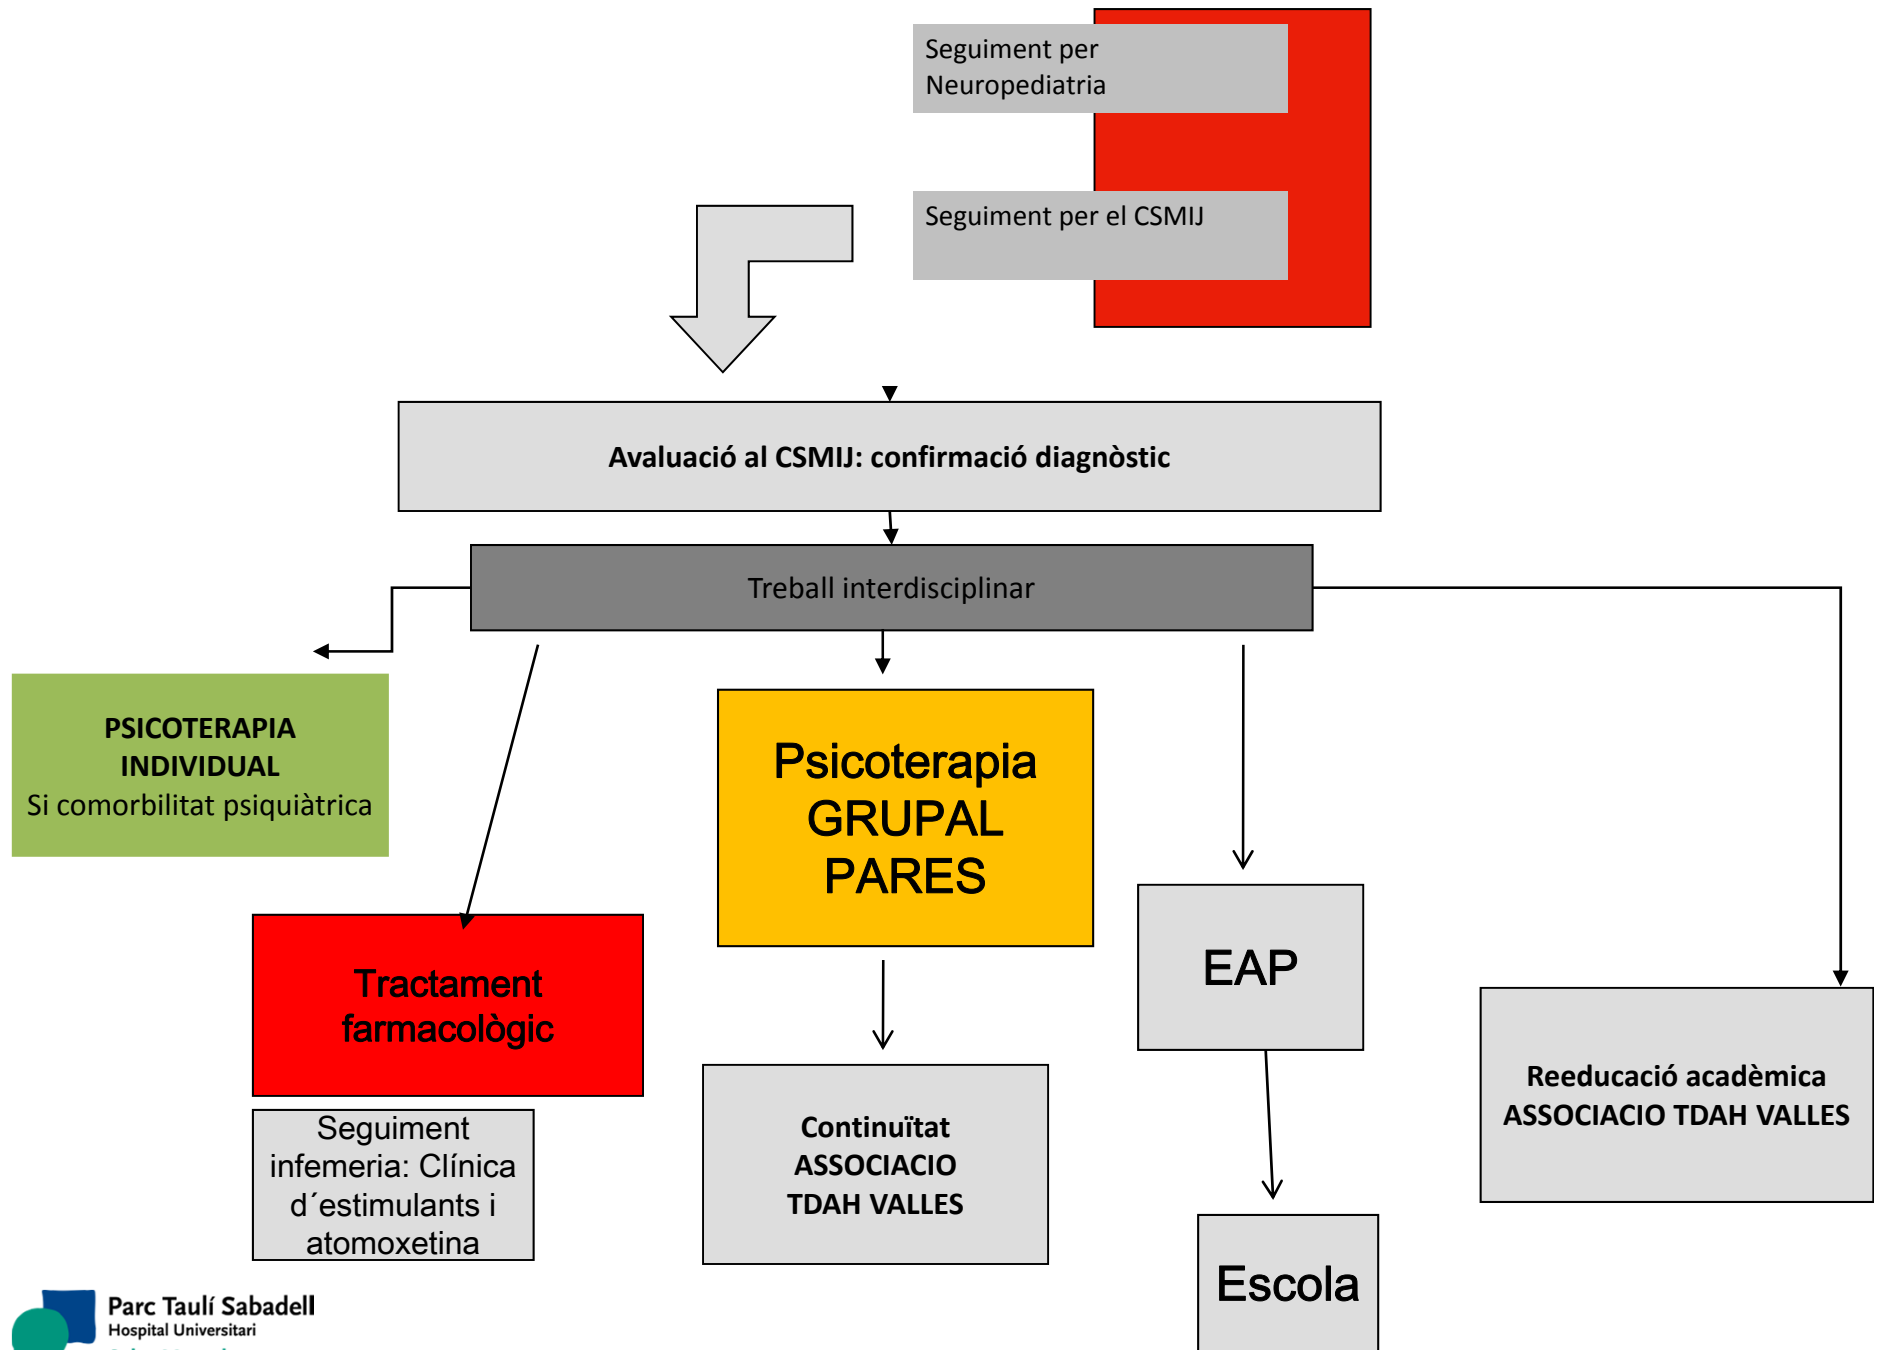 Seguiment per
Neuropediatria
Seguiment per el CSMIJ
Avaluació al CSMIJ: confirmació diagnòstic
Treball interdisciplinar
PSICOTERAPIA
INDIVIDUAL
Si comorbilitat psiquiàtrica
Psicoterapia
GRUPAL
PARES
EAP
Tractament
farmacològic
Reeducació acadèmica
ASSOCIACIO TDAH VALLES
Seguiment
infemeria: Clínica
d´estimulants i
atomoxetina
Continuïtat
ASSOCIACIO
TDAH VALLES
Escola
Parc Taulí Sabadell
Hospital Universitari